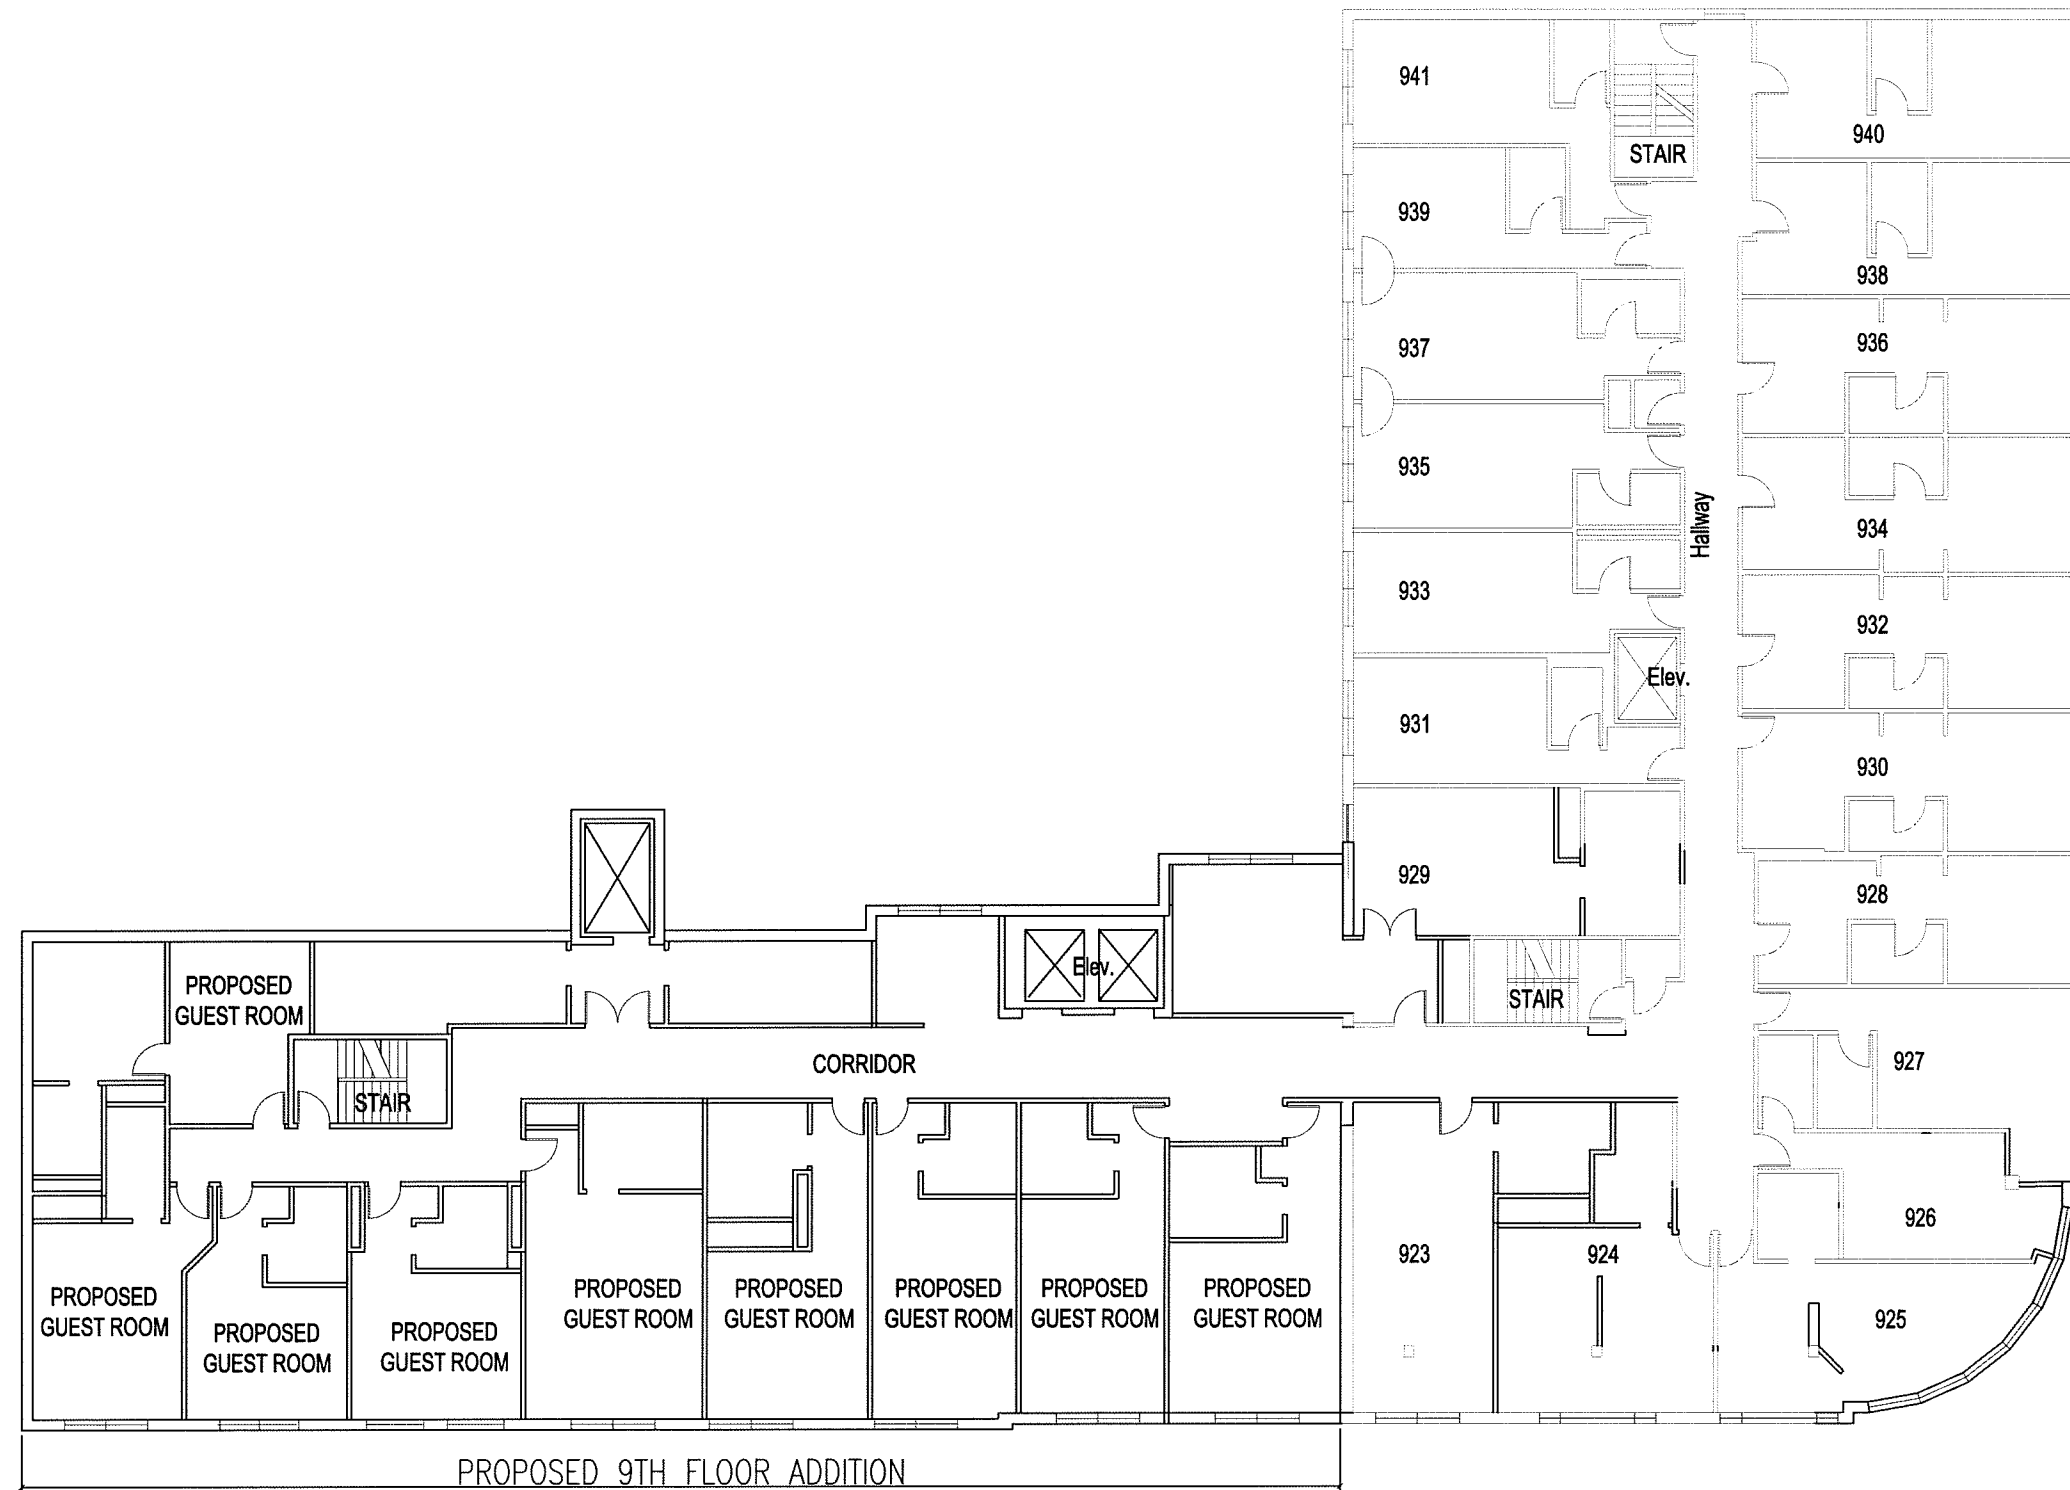 941
940
STAIR
939
938
937
936
935
Hallway
934
933
932
Elev.
931
930
929
928
PROPOSED
GUEST ROOM
Elev.
STAIR
CORRIDOR
927
STAIR
926
923
924
925
PROPOSED
GUEST ROOM
PROPOSED
GUEST ROOM
PROPOSED
GUEST ROOM
PROPOSED
GUEST ROOM
PROPOSED
GUEST ROOM
PROPOSED
GUEST ROOM
PROPOSED
GUEST ROOM
PROPOSED
GUEST ROOM
PROPOSED 9TH FLOOR ADDITION